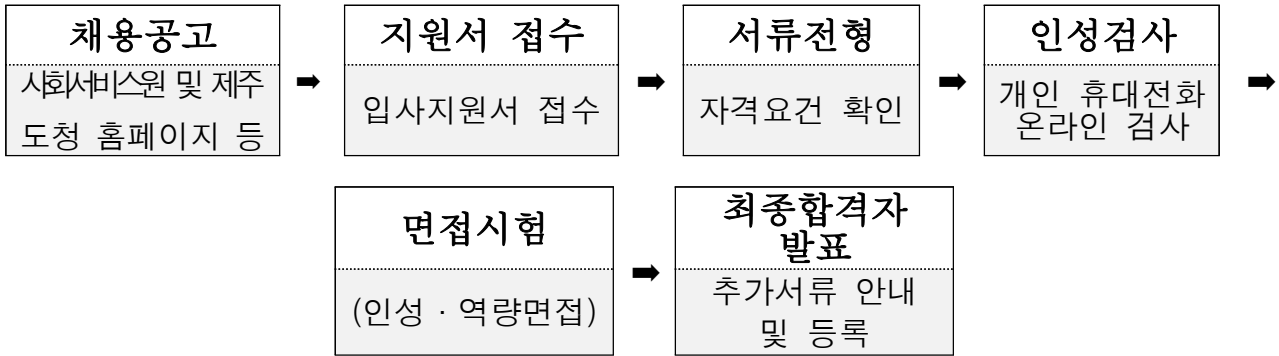 채용공고
사회서비스원 및 제주
도청 홈페이지 등
➡
지원서 접수
입사지원서 접수
➡
서류전형
자격요건 확인
➡
인성검사
개인 휴대전화
온라인 검사
➡
면접시험
(인성 · 역량면접)
➡
최종합격자
발표
추가서류 안내
및 등록